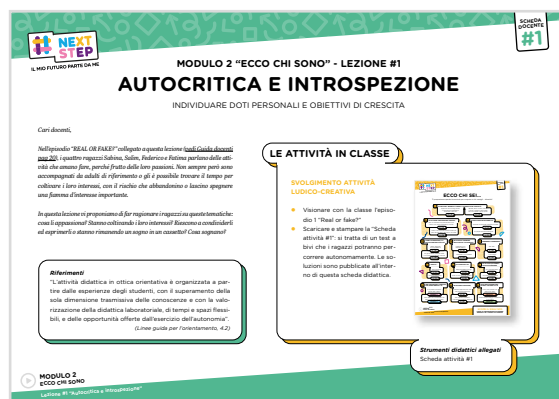 SCHEDA
DOCENTE
#1
NEXT
STEP
IL MIO FUTURO PARTE DA ME
MODULO 2 “ECCO CHI SONO” - LEZIONE #1
AUTOCRITICA E INTROSPEZIONE
INDIVIDUARE DOTI PERSONALI E OBIETTIVI DI CRESCITA
Cari docenti,
Nell'episodio "REAL OR FAKE?" collegato a questa lezione (vedi Guida docenti
pag 20), i quattro ragazzi Sabina, Salim, Federico e Fatima parlano delle atti-
vità che amano fare, perché frutto delle loro passioni. Non sempre però sono
accompagnati da adulti di riferimento o gli è possibile trovare il tempo per
coltivare i loro interessi, con il rischio che abbandonino o lascino spegnere
una fiamma d'interesse importante.
In questa lezione ci proponiamo di far ragionare i ragazzi su queste tematiche:
cosa li appassiona? Stanno coltivando i loro interessi? Riescono a condividerli
ed esprimerli o stanno rimanendo un sogno in un cassetto? Cosa sognano?
Riferimenti
“L'attività didattica in ottica orientativa è organizzata a par-
tire dalle esperienze degli studenti, con il superamento della
sola dimensione trasmissiva delle conoscenze e con la valo-
rizzazione della didattica laboratoriale, di tempi e spazi flessi-
bili, e delle opportunità offerte dall'esercizio dell'autonomia”.
(Linee guida per l'orientamento, 4.2)
LE ATTIVITÀ IN CLASSE
SVOLGIMENTO ATTIVITÀ
LUDICO-CREATIVA
Visionare con la classe l'episo-
dio 1 “Real or fake?”
Scaricare e stampare la “Scheda
attività #1”: si tratta di un test a
bivi che i ragazzi potranno per-
correre autonomamente. Le so-
luzioni sono pubblicate all'inter-
no di questa scheda didattica.
ECCO CHI SEI...
Strumenti didattici allegati
Scheda attività #1
MODULO 2
ECCO CHI SONO
Lezione #1 “Autocritica e introspezione”